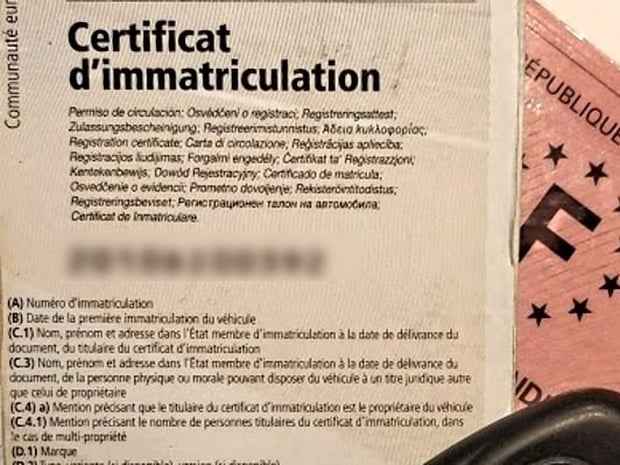 Communauté eur
Certificat
d'immatriculation
Permiso de circulación; Osvědčení o registraci; Registreringsattest;
Zulassungsbescheinigung; Registreerimistunnistus; Άδεια κυκλοφορίας;
Registration certificate; Carta di circolazione; Reģistrācijas apliecība;
Registracijos liudijimas; Forgalmi engedély; Ċertifikat ta' Reġistrazzjoni;
Kentekenbewijs; Dowód Rejestracyjny; Certificado de matrícula;
Osvedčenie o evidencii; Prometno dovoljenje; Rekisteröintitodistus;
Registreringsbeviset; Регистрационен талон на автомобила;
Certificat de Inmatriculare.
(A) Numéro d'immatriculation
(B) Date de la première immatriculation du véhicule
(C.1) Nom, prénom et adresse dans l'État membre d'immatriculation à la date de délivrance du
document, du titulaire du certificat d'immatriculation
(C.3) Nom, prénom et adresse dans l'État membre d'immatriculation à la date de délivrance du
document, de la personne physique ou morale pouvant disposer du véhicule à un titre juridique autre
que celui de propriétaire
(C.4) a) Mention précisant que le titulaire du certificat d'immatriculation est le propriétaire du véhicule
(C.4.1) Mention précisant le nombre de personnes titulaires du certificat d'immatriculation, dans
le cas de multi-propriété
(D.1) Marque
RÉPUBLIQUE
F